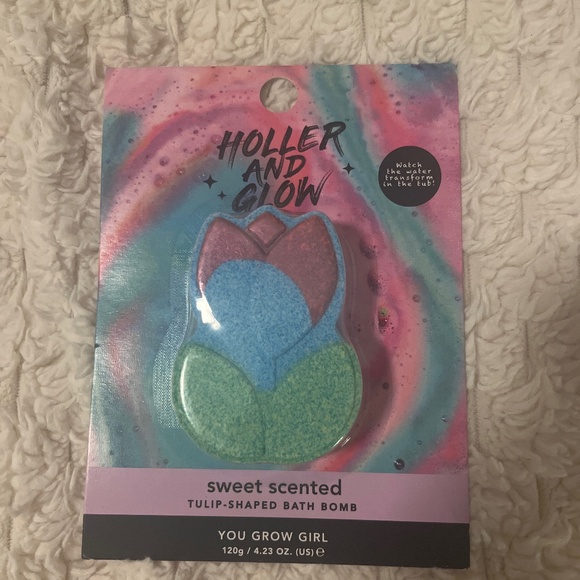 HOLLER
AND
GLOW
Watch
the water
transform
in the tub!
sweet scented
TULIP-SHAPED BATH BOMB
YOU GROW GIRL
120g / 4.23 OZ. (US) ℮